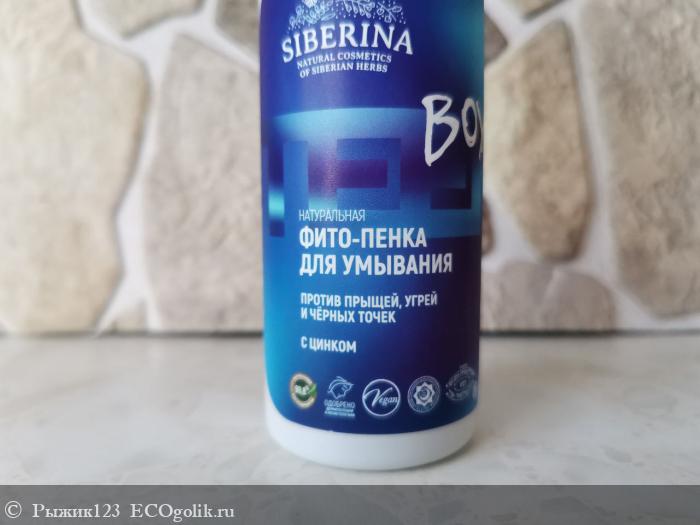 SIBERINA
NATURAL COSMETICS
OF SIBERIAN HERBS
НАТУРАЛЬНАЯ
ФИТО-ПЕНКА
ДЛЯ УМЫВАНИЯ
ПРОТИВ ПРЫЩЕЙ, УГРЕЙ
И ЧЁРНЫХ ТОЧЕК
С ЦИНКОМ
ОДОБРЕНО
Vegan
© Рыжик123 ECOgolik.ru